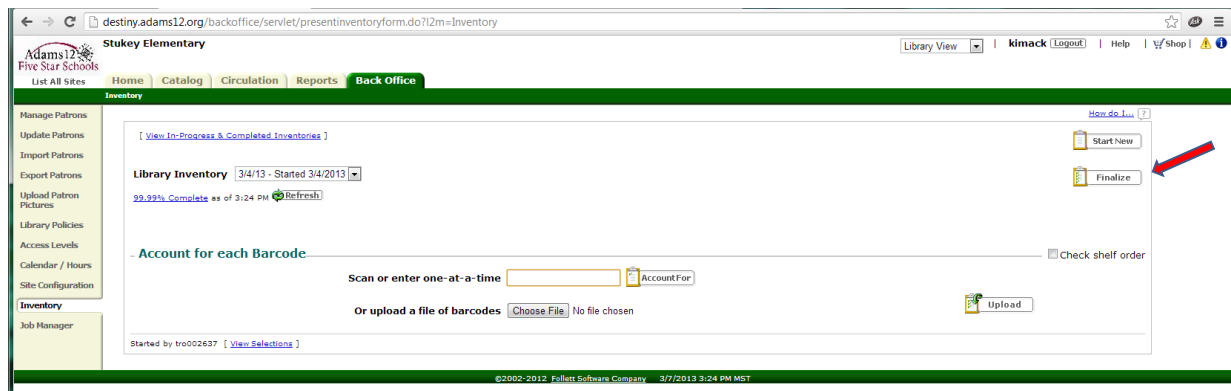 destiny.adams12.org/backoffice/servlet/presentinventoryform.do?l2m=Inventory
Adams12
Five Star Schools
Stukey Elementary
Library View | kimack Logout | Help | Shop |
List All Sites Home Catalog Circulation Reports Back Office
Inventory
Manage Patrons
Update Patrons
Import Patrons
Export Patrons
Upload Patron
Pictures
Library Policies
Access Levels
Calendar / Hours
Site Configuration
Inventory
Job Manager
How do I... ?
[ View In-Progress & Completed Inventories ]
Start New
Library Inventory 3/4/13 - Started 3/4/2013
Finalize
99.99% Complete as of 3:24 PM Refresh
Account for each Barcode
Check shelf order
Scan or enter one-at-a-time Account For
Or upload a file of barcodes Choose File No file chosen
Upload
Started by tro002637 [ View Selections ]
©2002-2012 Follett Software Company 3/7/2013 3:24 PM MST